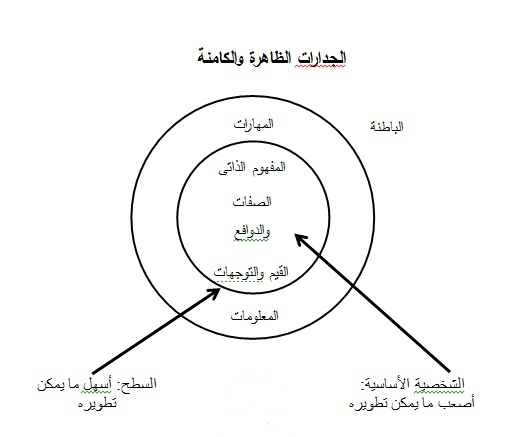 الجدارات الظاهرة والكامنة
المهارات
الباطنة
المفهوم الذاتى
الصفات
والدوافع
القيم والتوجهات
المعلومات
الشخصية الأساسية:
أصعب ما يمكن تطويره
السطح: أسهل ما يمكن
تطويره